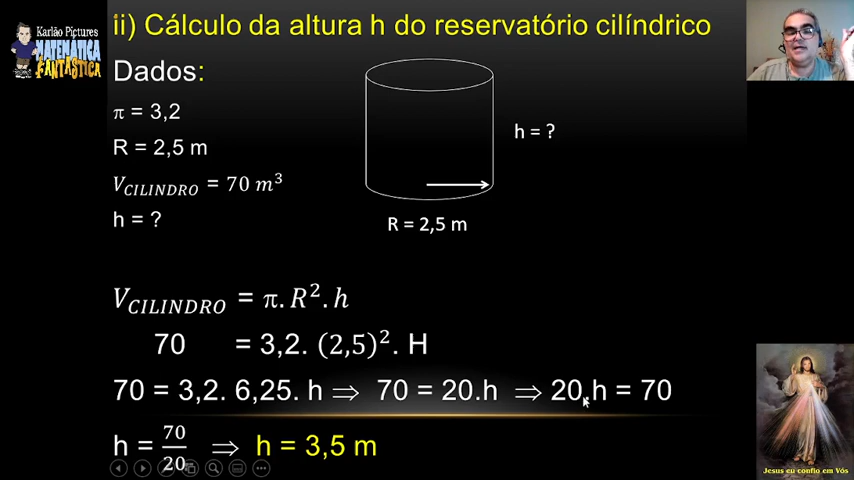 ii) Cálculo da altura h do reservatório cilíndrico
Karlão Pictures
MATEMÁTICA
FANTÁSTICA
Dados:
π = 3,2
R = 2,5 m
V_CILINDRO = 70 m³
h = ?
h = ?
R = 2,5 m
V_CILINDRO = π. R². h
70 = 3,2. (2,5)². H
70 = 3,2. 6,25. h ⇒ 70 = 20.h ⇒ 20.h = 70
h = 70/20 ⇒ h = 3,5 m
Jesus eu confio em Vós